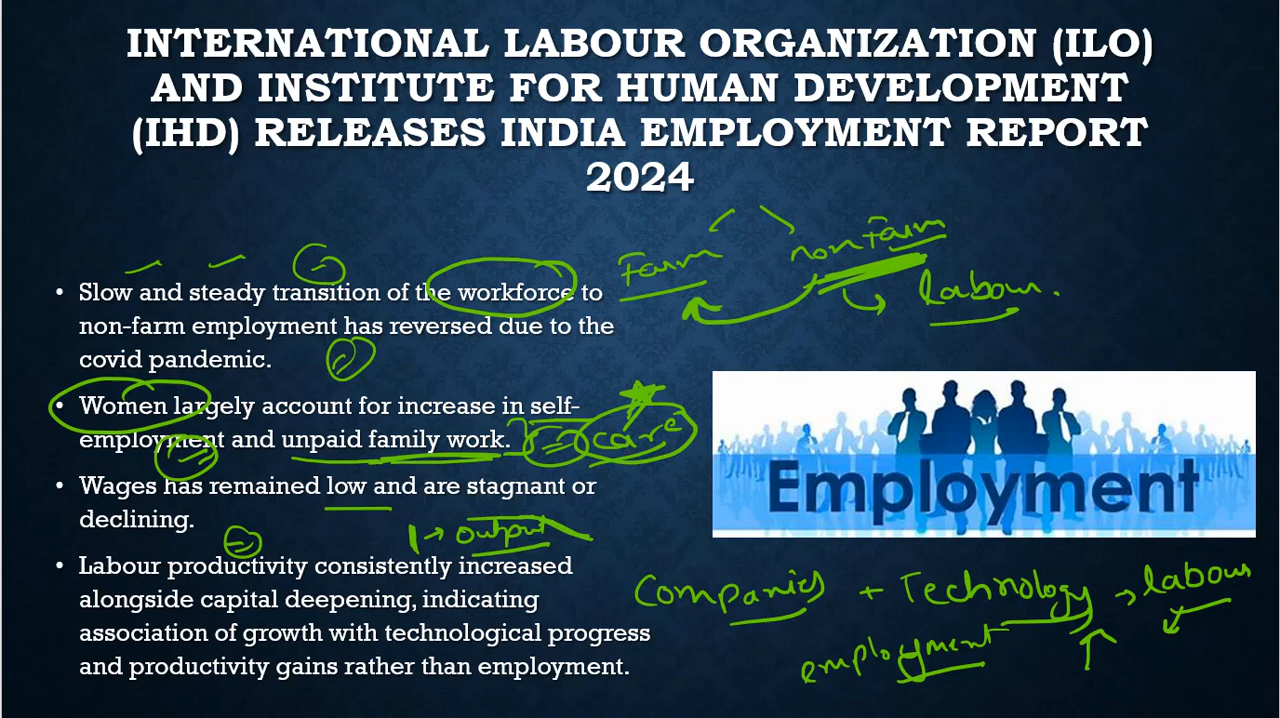 INTERNATIONAL LABOUR ORGANIZATION (ILO)
AND INSTITUTE FOR HUMAN DEVELOPMENT
(IHD) RELEASES INDIA EMPLOYMENT REPORT
2024
Farm
non Farm
labour.
• Slow and steady transition of the workforce to
non-farm employment has reversed due to the
covid pandemic.
• Women largely account for increase in self-
employment and unpaid family work.
care
• Wages has remained low and are stagnant or
declining.
1 → output
• Labour productivity consistently increased
alongside capital deepening, indicating
association of growth with technological progress
and productivity gains rather than employment.
Employment
Companies + Technology → labour
employment